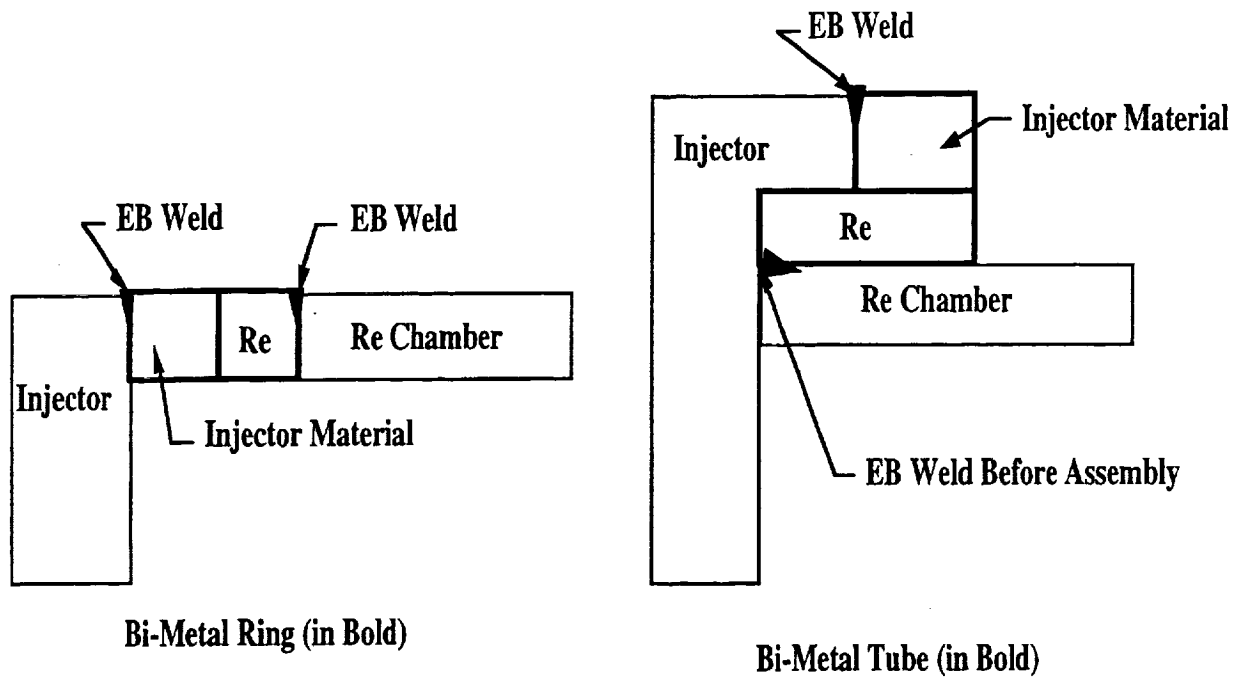 EB Weld
EB Weld
Re
Re Chamber
Injector
Injector Material
Bi-Metal Ring (in Bold)
EB Weld
Injector Material
Injector
Re
Re Chamber
EB Weld Before Assembly
Bi-Metal Tube (in Bold)